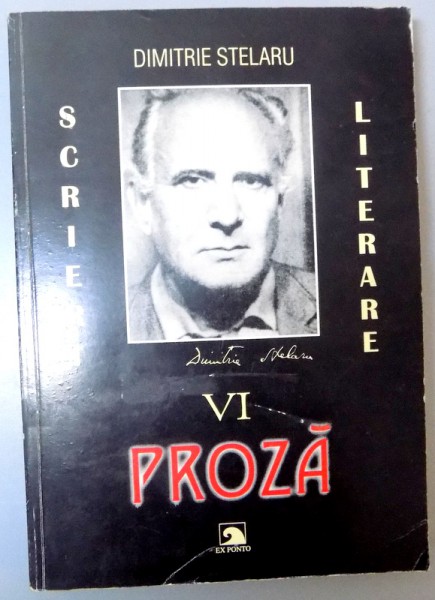 DIMITRIE STELARU
SCRIERI
LITERARE
Dimitrie Stelaru
VI
PROZĂ
EX PONTO